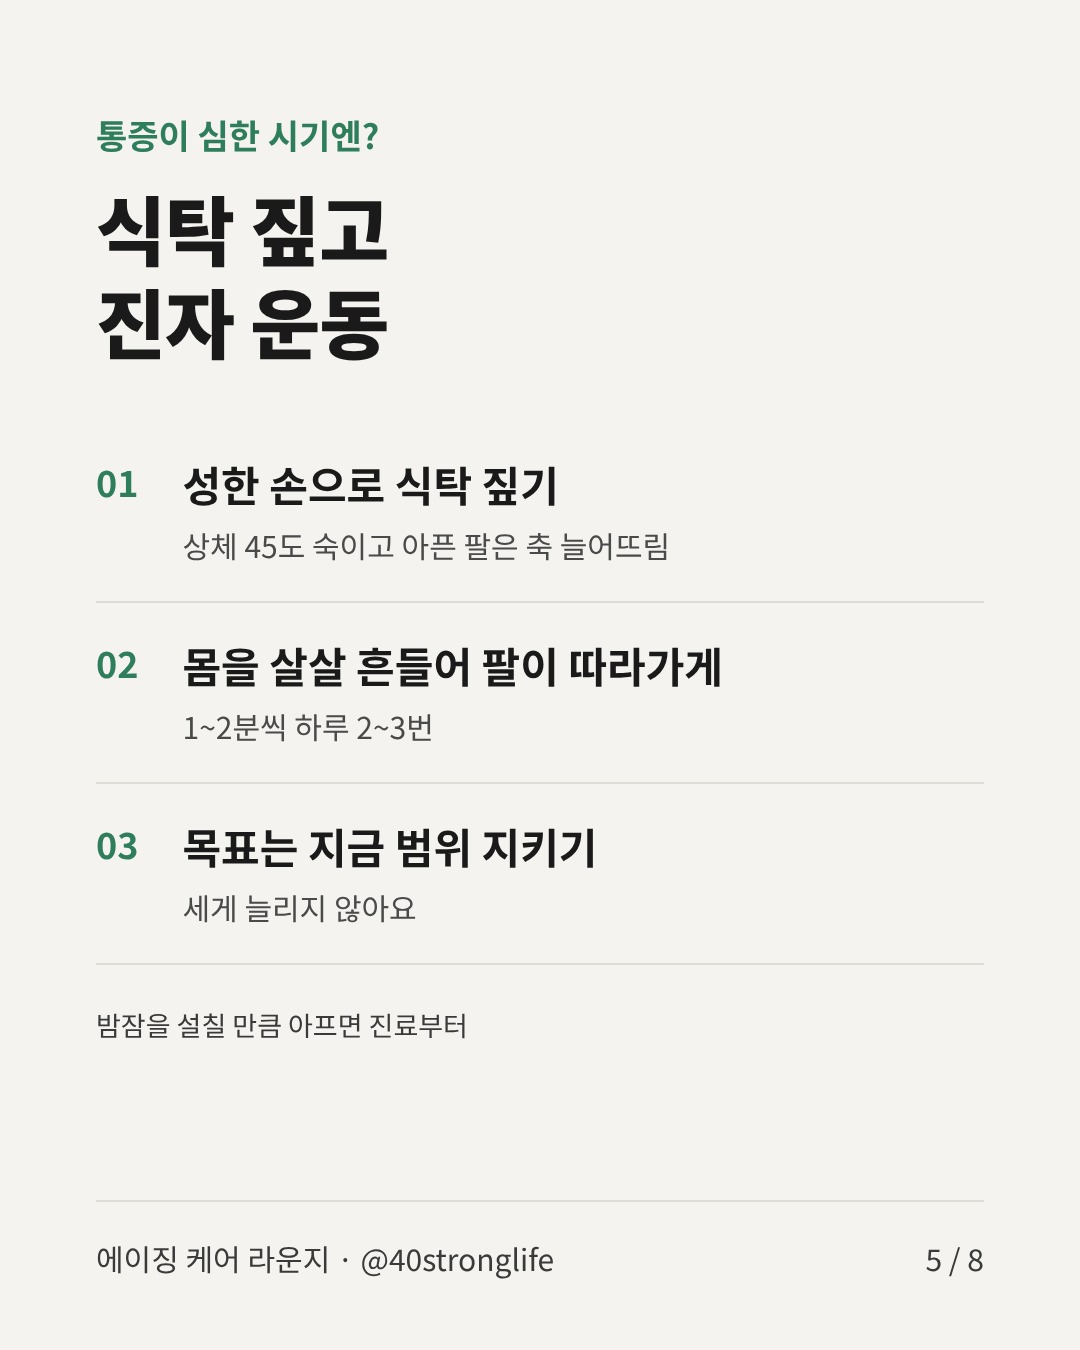 통증이 심한 시기엔?
식탁 짚고
진자 운동
01 성한 손으로 식탁 짚기
상체 45도 숙이고 아픈 팔은 축 늘어뜨림
02 몸을 살살 흔들어 팔이 따라가게
1~2분씩 하루 2~3번
03 목표는 지금 범위 지키기
세게 늘리지 않아요
밤잠을 설칠 만큼 아프면 진료부터
에이징 케어 라운지 · @40stronglife 5 / 8